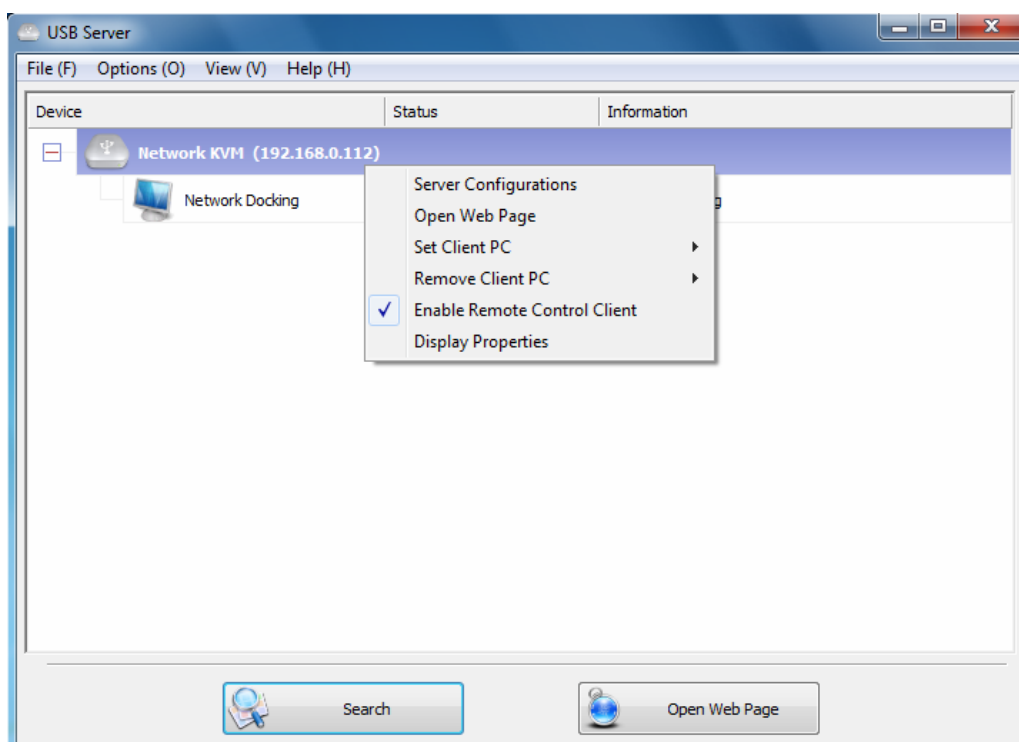 USB Server
File (F) Options (O) View (V) Help (H)
Device Status Information
Network KVM (192.168.0.112)
Network Docking
Server Configurations
Open Web Page
Set Client PC
Remove Client PC
Enable Remote Control Client
Display Properties
Search Open Web Page